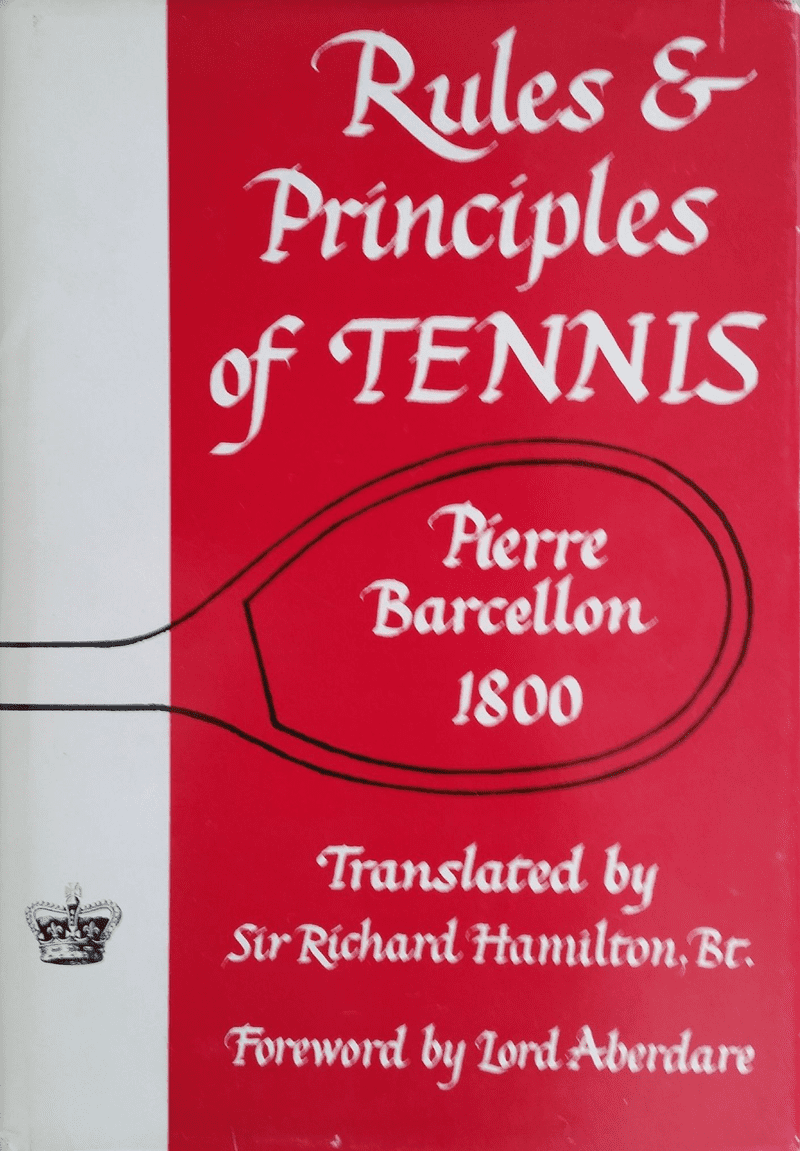 Rules &
Principles
of TENNIS
Pierre
Barcellon
1800
Translated by
Sir Richard Hamilton, Bt.
Foreword by Lord Aberdare